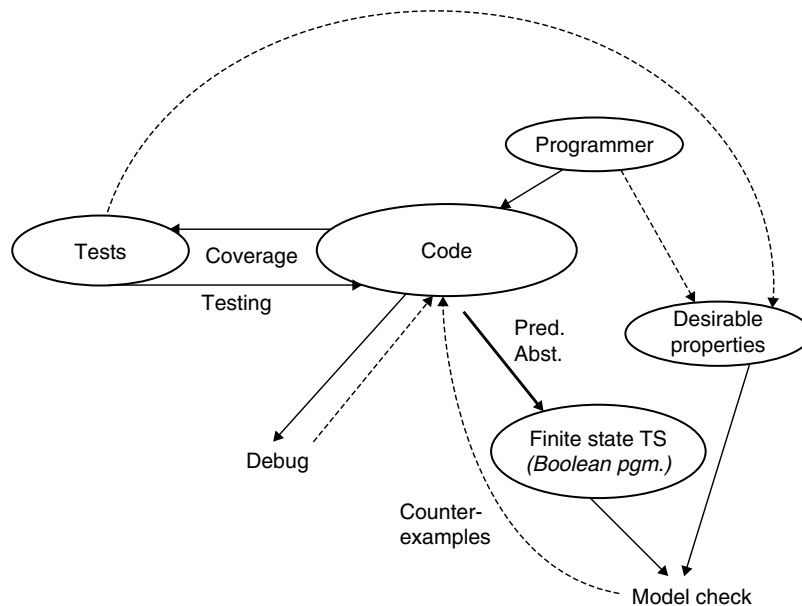 Programmer
Tests
Coverage
Code
Testing
Pred.
Abst.
Desirable
properties
Finite state TS
(Boolean pgm.)
Debug
Counter-
examples
Model check